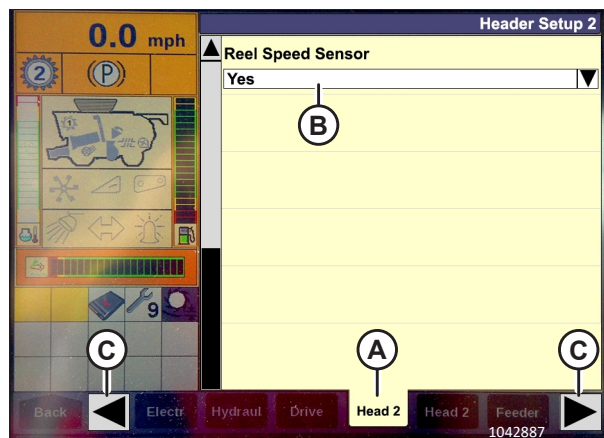 Header Setup 2
0.0 mph
2
(P)
Reel Speed Sensor
Yes
B
1
9
C
A
C
Back
Electr
Hydraul
Drive
Head 2
Head 2
Feeder
1042887